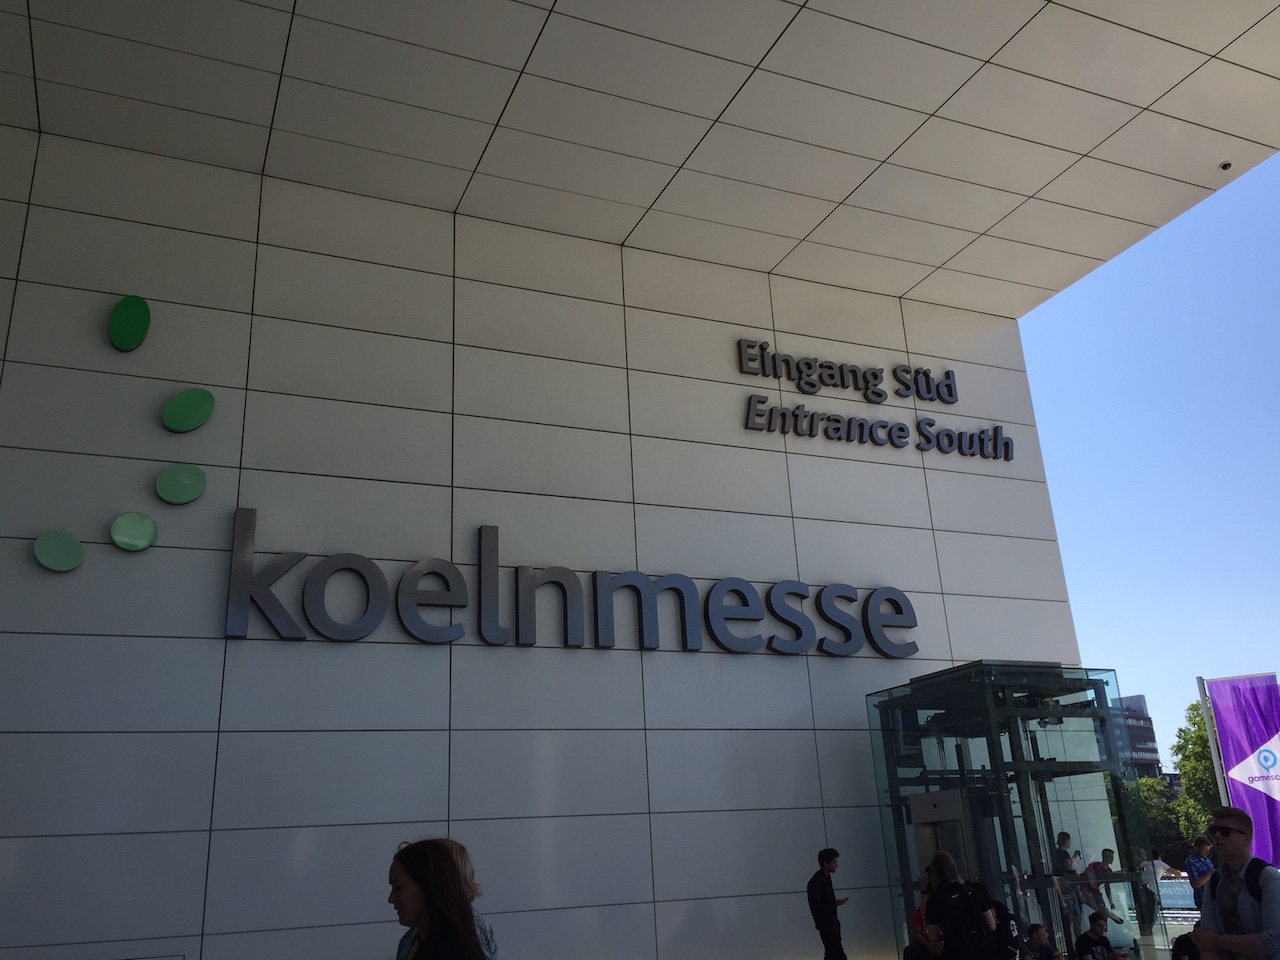 Eingang Süd
Entrance South
koelnmesse